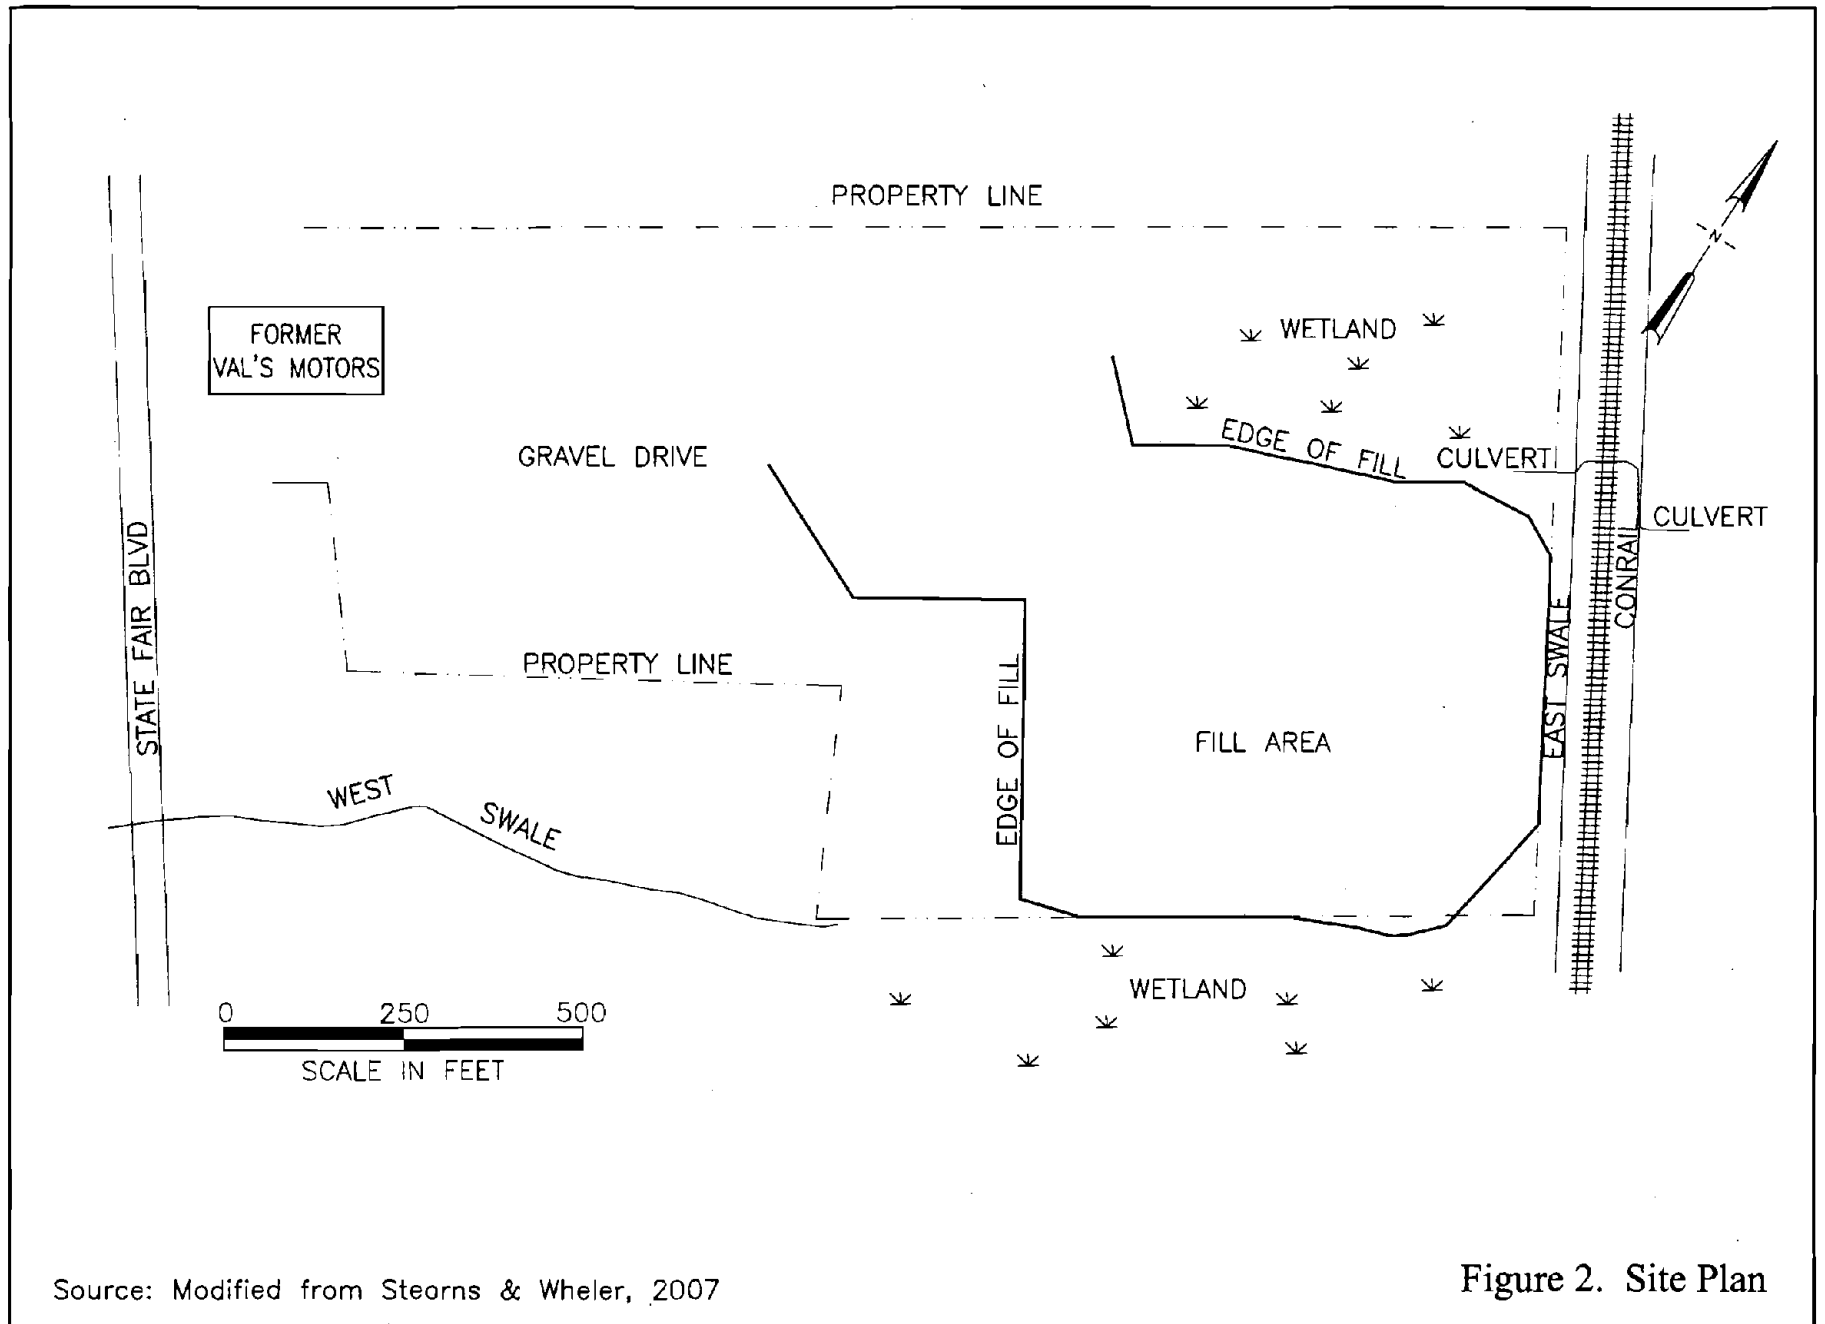 PROPERTY LINE
N
FORMER
VAL'S MOTORS
WETLAND
EDGE OF FILL
GRAVEL DRIVE
CULVERT
CULVERT
CONRAIL
STATE FAIR BLVD
EAST SWALE
PROPERTY LINE
EDGE OF FILL
FILL AREA
WEST SWALE
WETLAND
0 250 500
SCALE IN FEET
Source: Modified from Stearns & Wheler, 2007
Figure 2. Site Plan